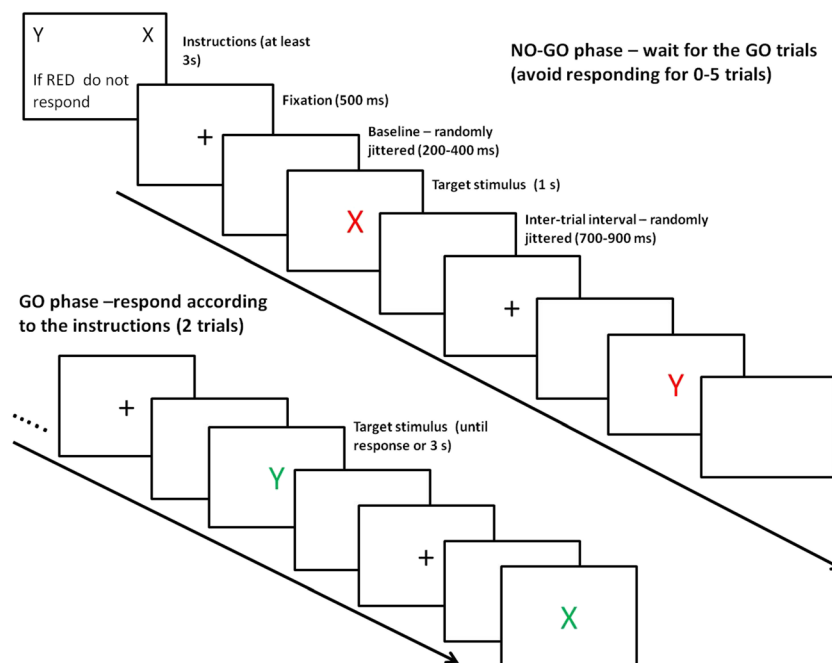 Y X
If RED do not
respond
Instructions (at least
3s)
NO-GO phase – wait for the GO trials
(avoid responding for 0-5 trials)
+
Fixation (500 ms)
Baseline – randomly
jittered (200-400 ms)
X
Target stimulus (1 s)
Inter-trial interval – randomly
jittered (700-900 ms)
+
Y
GO phase –respond according
to the instructions (2 trials)
.....
+
Y
Target stimulus (until
response or 3 s)
+
X